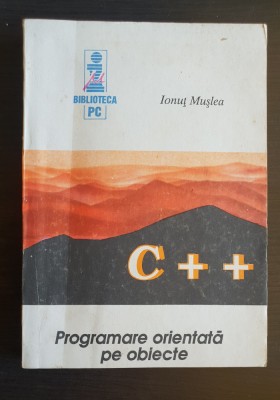 BIBLIOTECA
PC
Ionuţ Muşlea
C++
Programare orientată
pe obiecte